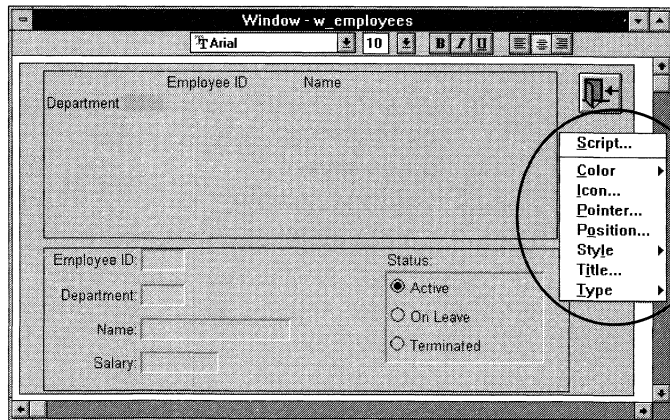 Window - w_employees
Arial 10 B I U
Employee ID Name
Department
Script...
Color
Icon...
Pointer...
Position...
Style
Title...
Type
Employee ID:
Department:
Name:
Salary:
Status:
Active
On Leave
Terminated